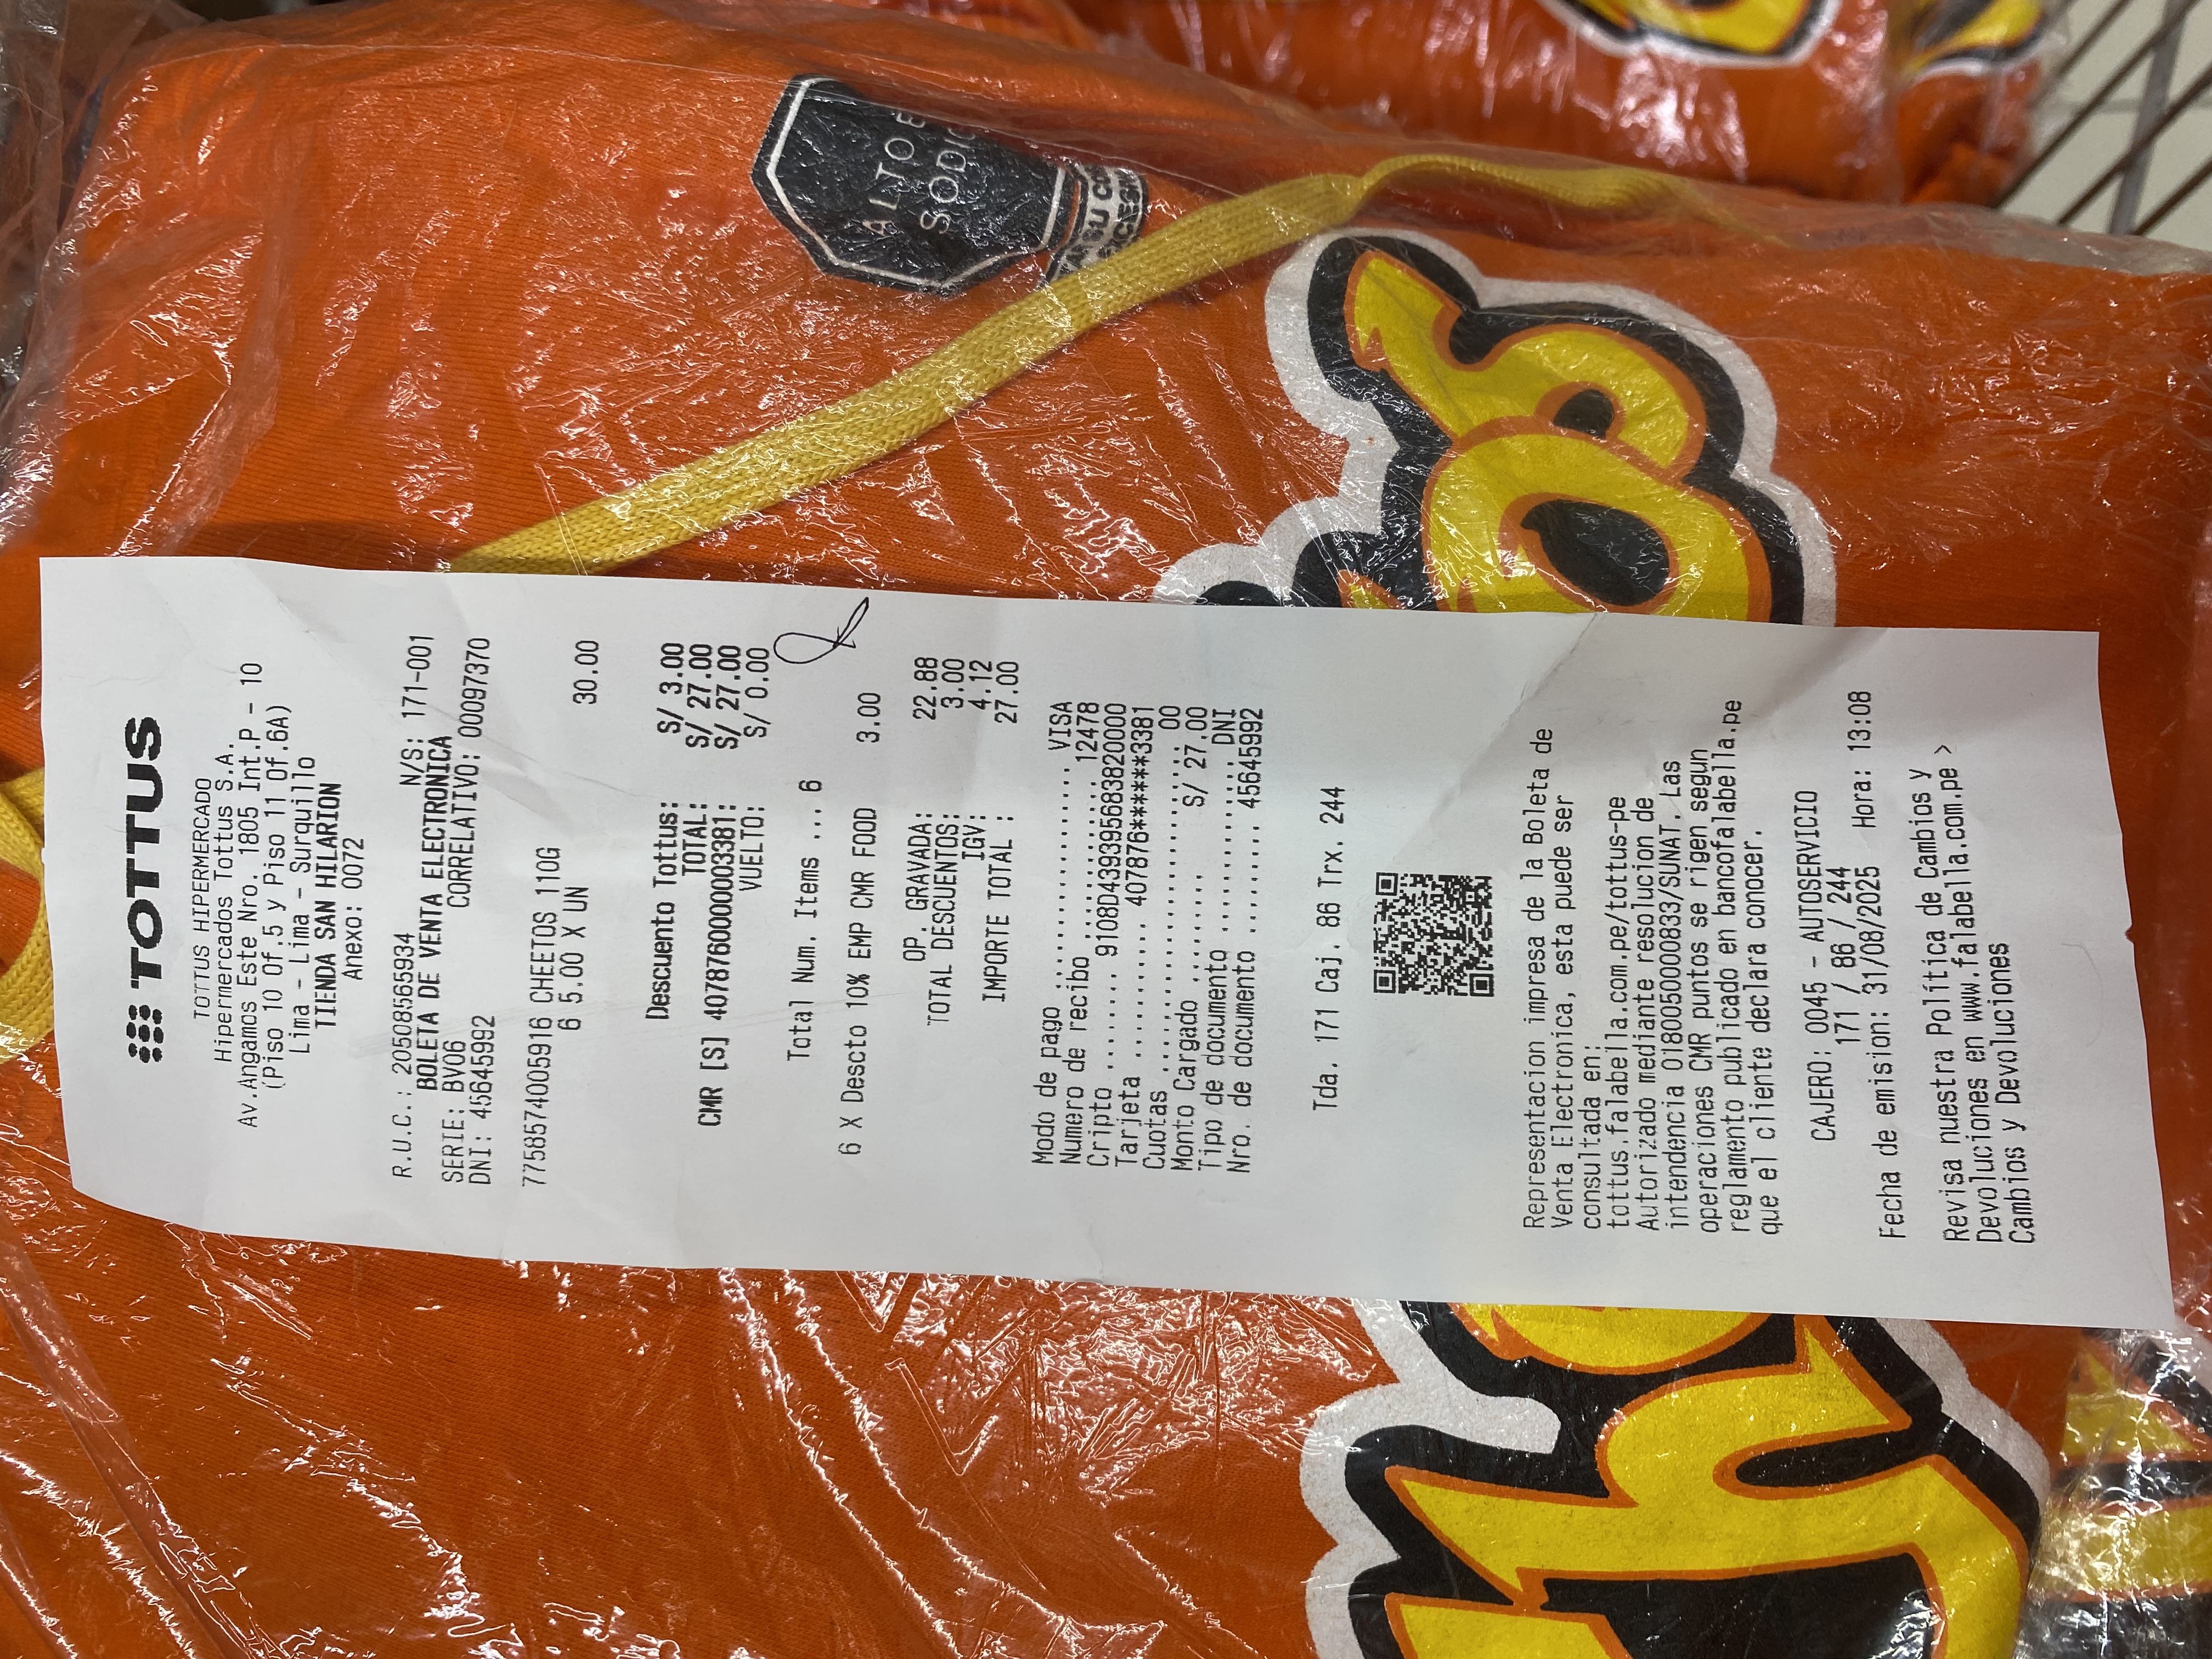 TOTTUS
TOTTUS HIPERMERCADO
Hipermercados Tottus S.A.
Av.Angamos Este Nro. 1805 Int.P - 10
(Piso 10 Of.5 y Piso 11 Of.6A)
Lima - Lima - Surquillo
TIENDA SAN HILARION
Anexo: 0072
R.U.C.: 20508565934 N/S: 171-001
BOLETA DE VENTA ELECTRONICA
SERIE: BV06 CORRELATIVO: 00097370
DNI: 45645992
7758574005916 CHEETOS 110G
6 5.00 X UN 30.00
Descuento Tottus: S/ 3.00
TOTAL: S/ 27.00
CMR [S] 4078760000003381: S/ 27.00
VUELTO: S/ 0.00
Total Num. Items ... 6
6 X Descto 10% EMP CMR FOOD 3.00
OP. GRAVADA: 22.88
TOTAL DESCUENTOS: 3.00
IGV: 4.12
IMPORTE TOTAL : 27.00
Modo de pago .................. VISA
Numero de recibo ............. 12478
Cripto ........ 9108D439395683820000
Tarjeta ........... 407876******3381
Cuotas .......................... 00
Monto Cargado ......... S/ 27.00
Tipo de documento .............. DNI
Nro. de documento ......... 45645992
Tda. 171 Caj. 86 Trx. 244
Representacion impresa de la Boleta de
Venta Electronica, esta puede ser
consultada en:
tottus.falabella.com.pe/tottus-pe
Autorizado mediante resolucion de
intendencia 0180050000833/SUNAT. Las
operaciones CMR puntos se rigen segun
reglamento publicado en bancofalabella.pe
que el cliente declara conocer.
CAJERO: 0045 - AUTOSERVICIO
171 / 86 / 244
Fecha de emision: 31/08/2025 Hora: 13:08
Revisa nuestra Política de Cambios y
Devoluciones en www.falabella.com.pe >
Cambios y Devoluciones
ALTO E
SODIO
SU CO
EXCESI